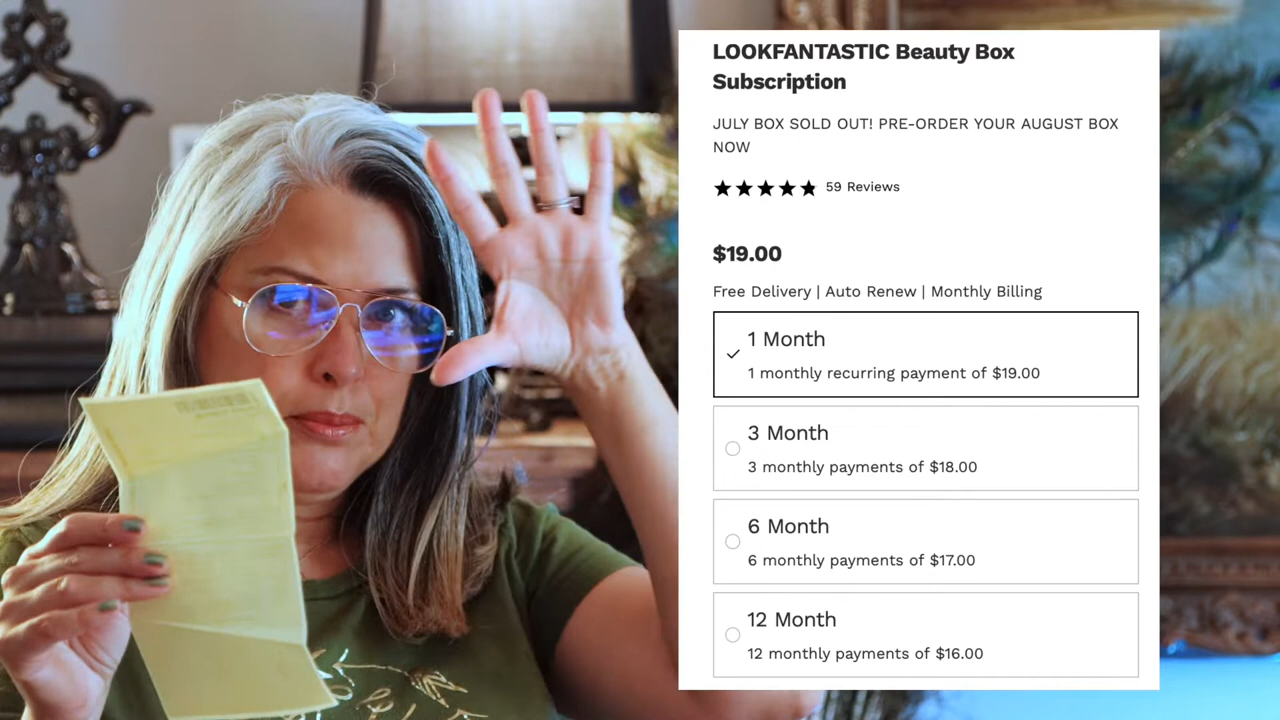 LOOKFANTASTIC Beauty Box
Subscription
JULY BOX SOLD OUT! PRE-ORDER YOUR AUGUST BOX
NOW
59 Reviews
$19.00
Free Delivery | Auto Renew | Monthly Billing
1 Month
1 monthly recurring payment of $19.00
3 Month
3 monthly payments of $18.00
6 Month
6 monthly payments of $17.00
12 Month
12 monthly payments of $16.00